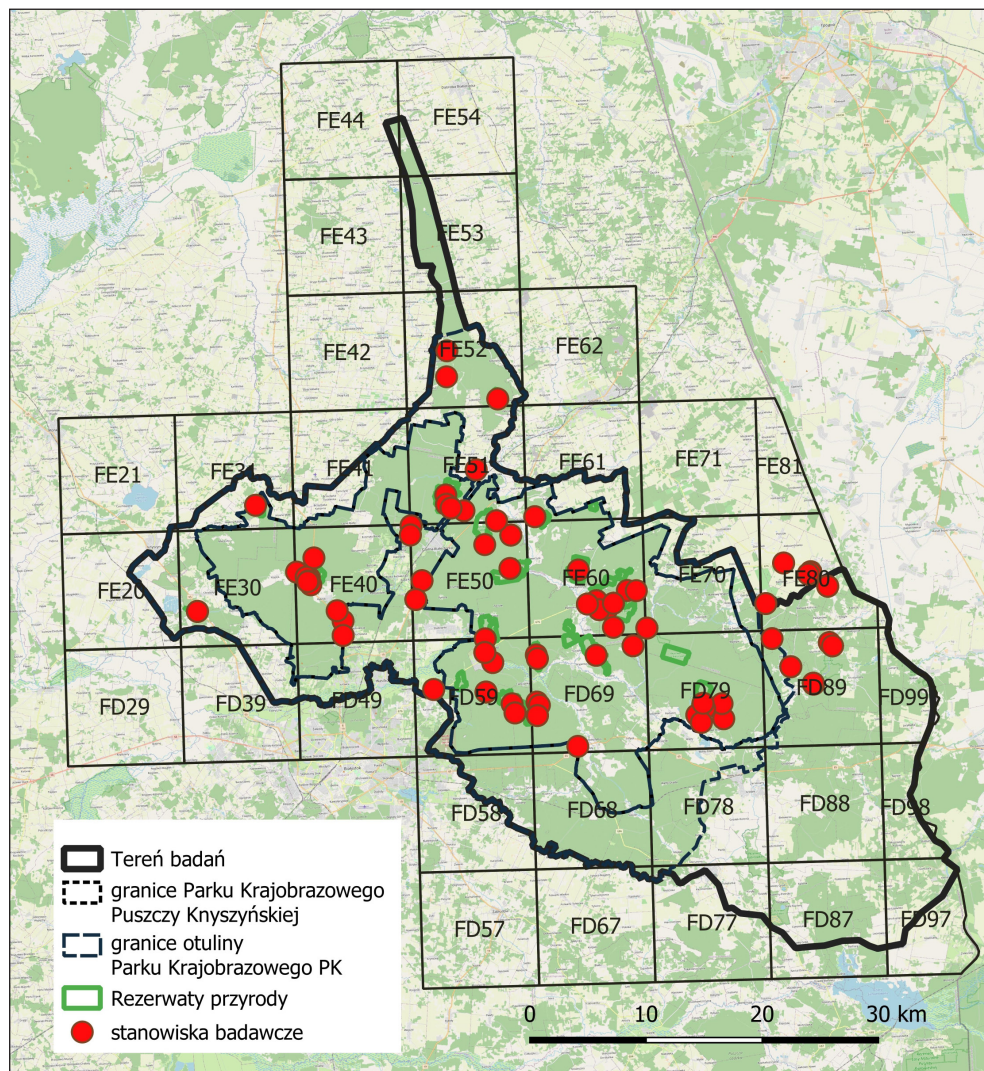 FE44 FE54
FE43 FE53
FE42 FE52 FE62
FE21 FE31 FE41 FE51 FE61 FE71 FE81
FE20 FE30 FE40 FE50 FE60 FE70 FE80
FD29 FD39 FD49 FD59 FD69 FD79 FD89 FD99
FD58 FD68 FD78 FD88 FD98
FD57 FD67 FD77 FD87 FD97
Tereń badań
granice Parku Krajobrazowego
Puszczy Knyszyńskiej
granice otuliny
Parku Krajobrazowego PK
Rezerwaty przyrody
stanowiska badawcze
0 10 20 30 km